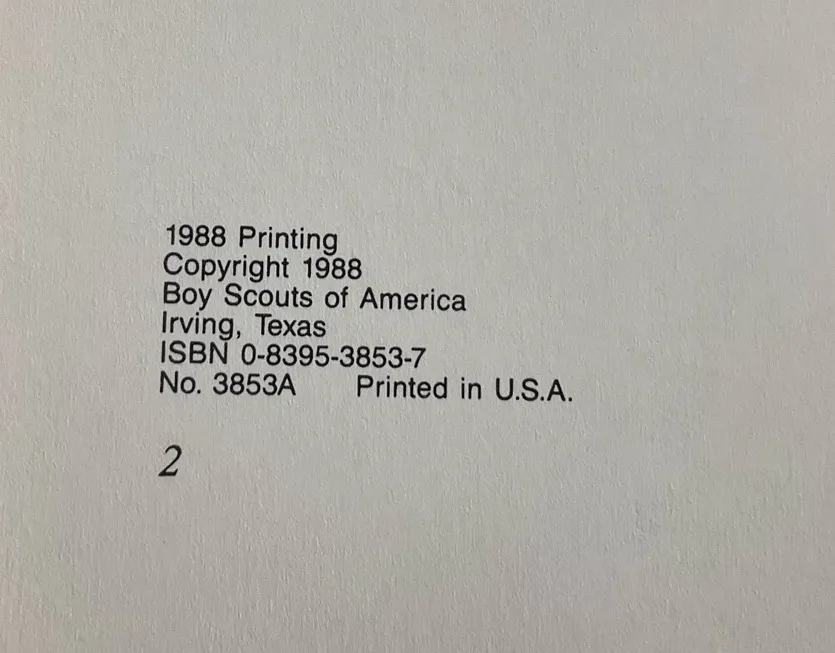 1988 Printing
Copyright 1988
Boy Scouts of America
Irving, Texas
ISBN 0-8395-3853-7
No. 3853A Printed in U.S.A.
2